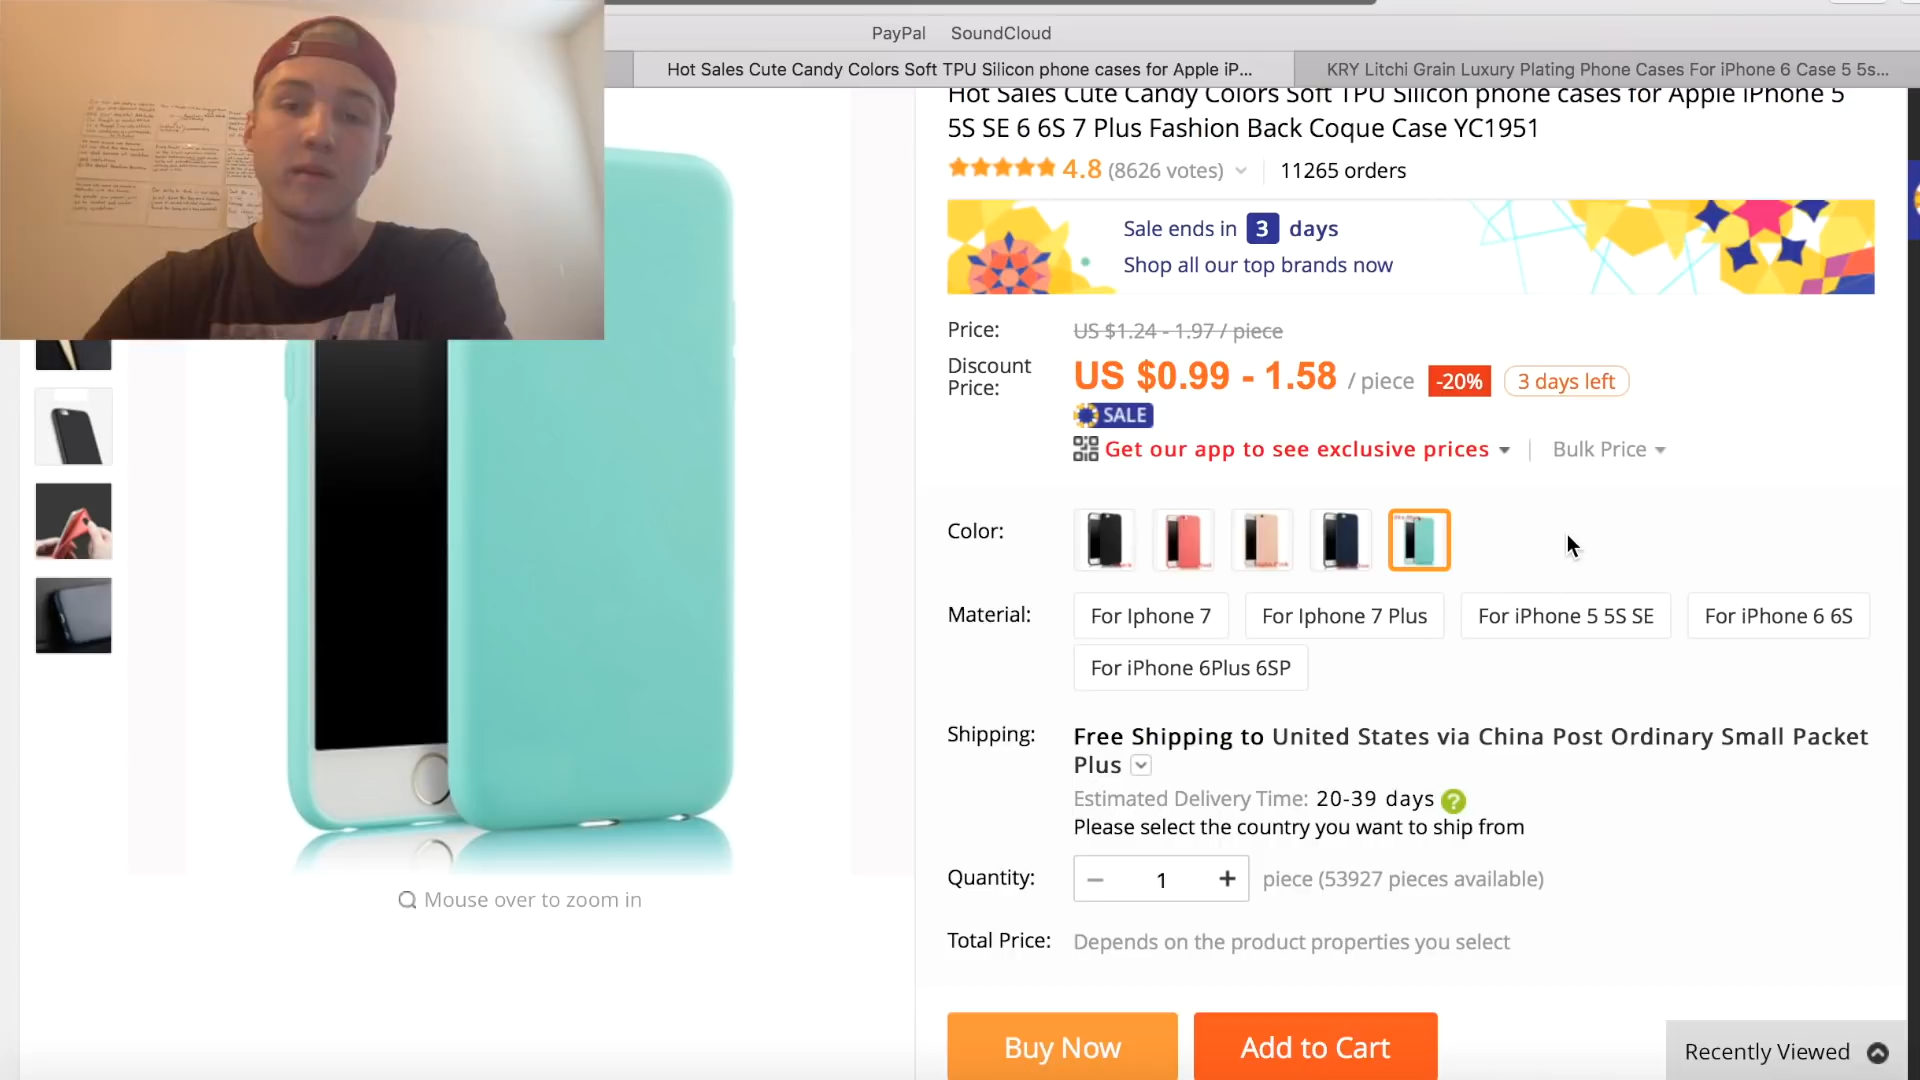 PayPal SoundCloud
Hot Sales Cute Candy Colors Soft TPU Silicon phone cases for Apple iP...
KRY Litchi Grain Luxury Plating Phone Cases For iPhone 6 Case 5 5s...
Hot Sales Cute Candy Colors Soft TPU Silicon phone cases for Apple iPhone 5
5S SE 6 6S 7 Plus Fashion Back Coque Case YC1951
4.8 (8626 votes) 11265 orders
Sale ends in 3 days
Shop all our top brands now
Price: US $1.24 - 1.97 / piece
Discount
Price:
US $0.99 - 1.58 / piece -20% 3 days left
SALE
Get our app to see exclusive prices Bulk Price
Color:
Material: For Iphone 7 For Iphone 7 Plus For iPhone 5 5S SE For iPhone 6 6S
For iPhone 6Plus 6SP
Shipping: Free Shipping to United States via China Post Ordinary Small Packet
Plus
Estimated Delivery Time: 20-39 days ?
Please select the country you want to ship from
Quantity: − 1 + piece (53927 pieces available)
Mouse over to zoom in
Total Price: Depends on the product properties you select
Buy Now Add to Cart
Recently Viewed